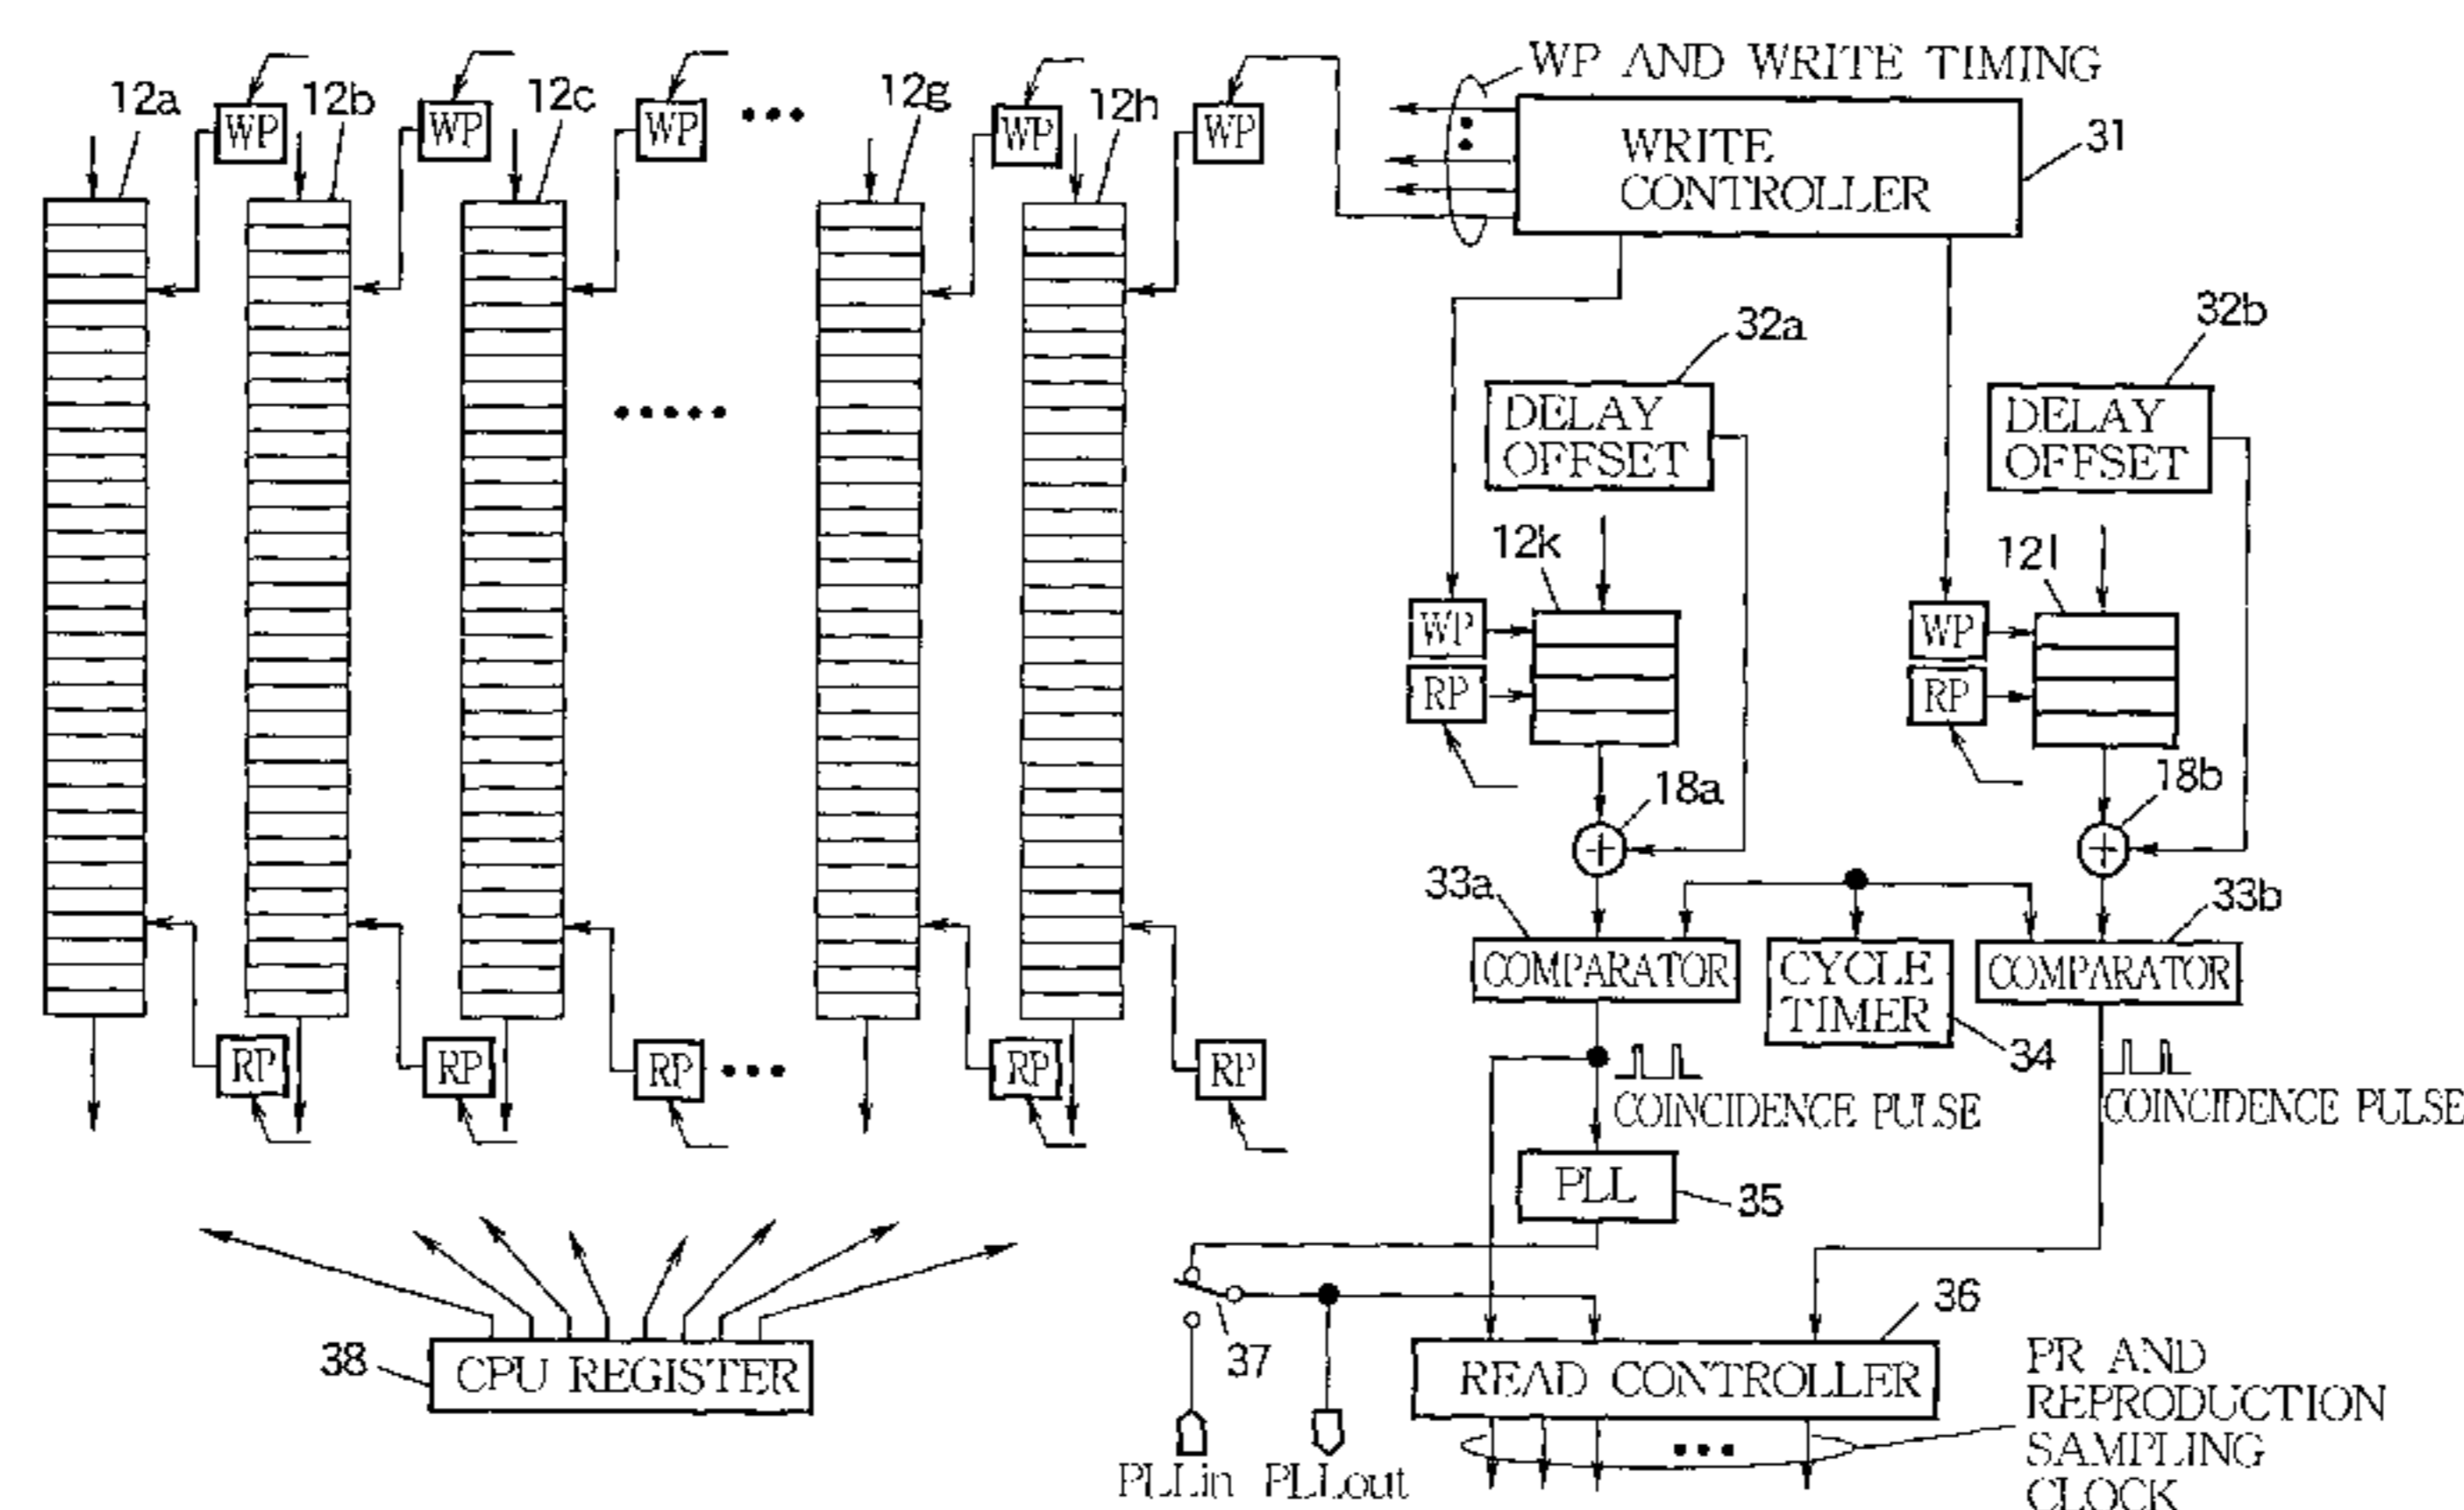 12a
WP
12b
WP
12c
WP
12g
WP
12h
WP
WP AND WRITE TIMING
WRITE
CONTROLLER
31
32a
DELAY
OFFSET
32b
DELAY
OFFSET
12k
WP
RP
12l
WP
RP
18a
18b
33a
COMPARATOR
CYCLE
TIMER
34
33b
COMPARATOR
RP
RP
RP
RP
RP
COINCIDENCE PULSE
COINCIDENCE PULSE
PLL
35
38
CPU REGISTER
37
36
READ CONTROLLER
PLLin
PLLout
PR AND
REPRODUCTION
SAMPLING
CLOCK